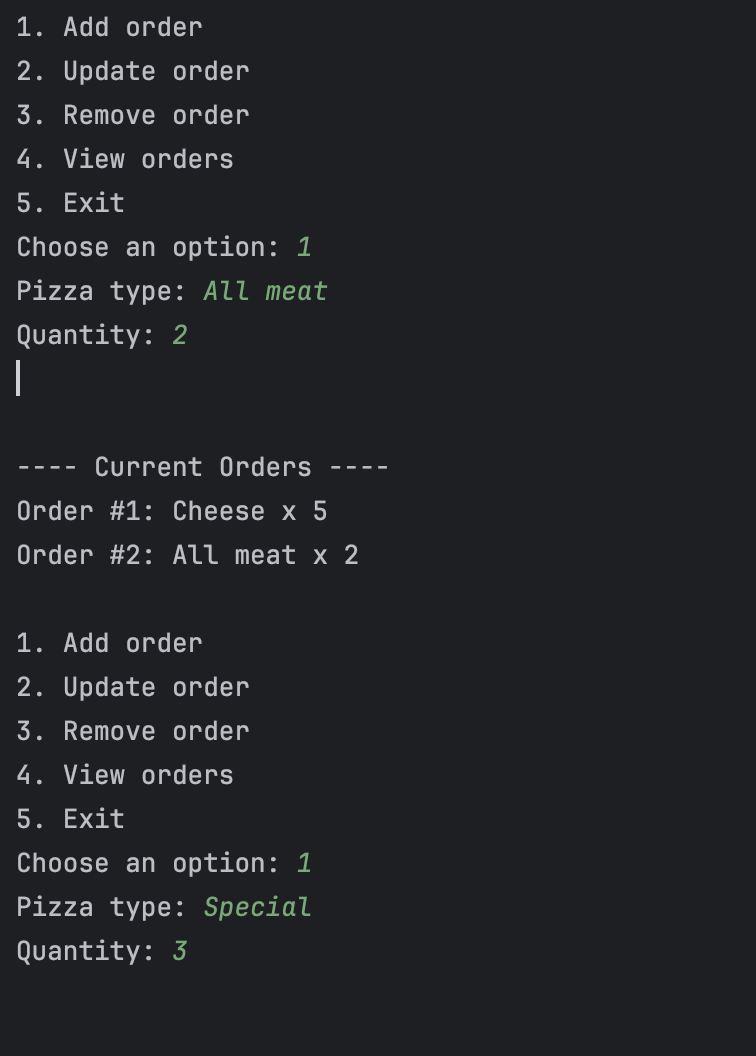 1. Add order
2. Update order
3. Remove order
4. View orders
5. Exit
Choose an option: 1
Pizza type: All meat
Quantity: 2
---- Current Orders ----
Order #1: Cheese x 5
Order #2: All meat x 2
1. Add order
2. Update order
3. Remove order
4. View orders
5. Exit
Choose an option: 1
Pizza type: Special
Quantity: 3